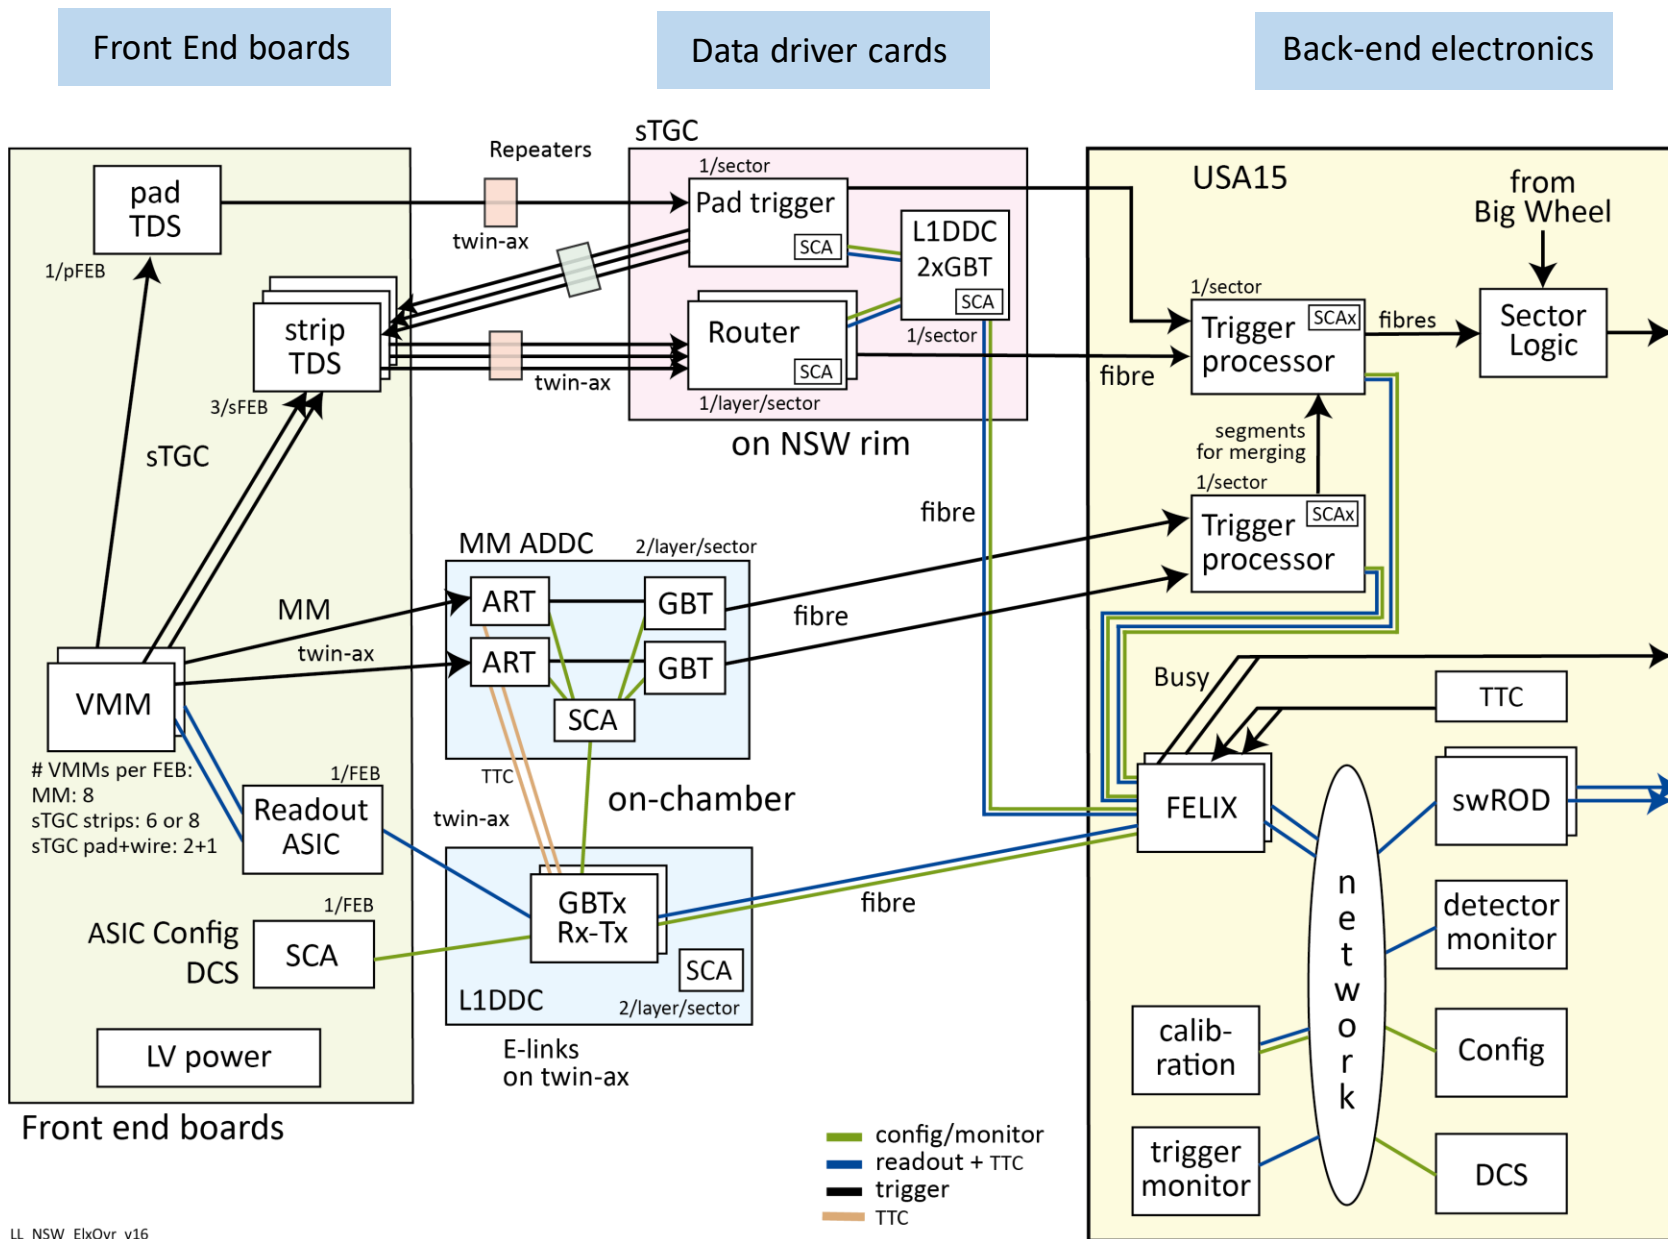 Front End boards
Data driver cards
Back-end electronics
pad
TDS
1/pFEB
strip
TDS
3/sFEB
sTGC
Repeaters
twin-ax
twin-ax
sTGC
1/sector
Pad trigger
SCA
L1DDC
2xGBT
SCA
1/sector
Router
SCA
1/layer/sector
on NSW rim
USA15
from
Big Wheel
1/sector
Trigger
processor
SCAx
fibres
Sector
Logic
fibre
segments
for merging
1/sector
Trigger
processor
SCAx
fibre
MM ADDC
2/layer/sector
ART
GBT
ART
GBT
SCA
fibre
MM
twin-ax
VMM
# VMMs per FEB:
MM: 8
sTGC strips: 6 or 8
sTGC pad+wire: 2+1
1/FEB
Readout
ASIC
TTC
twin-ax
on-chamber
1/FEB
ASIC Config
DCS
SCA
GBTx
Rx-Tx
SCA
L1DDC
2/layer/sector
fibre
LV power
E-links
on twin-ax
Front end boards
Busy
TTC
FELIX
swROD
network
detector
monitor
calib-
ration
Config
trigger
monitor
DCS
config/monitor
readout + TTC
trigger
TTC
LL_NSW_ElxOvr_v16